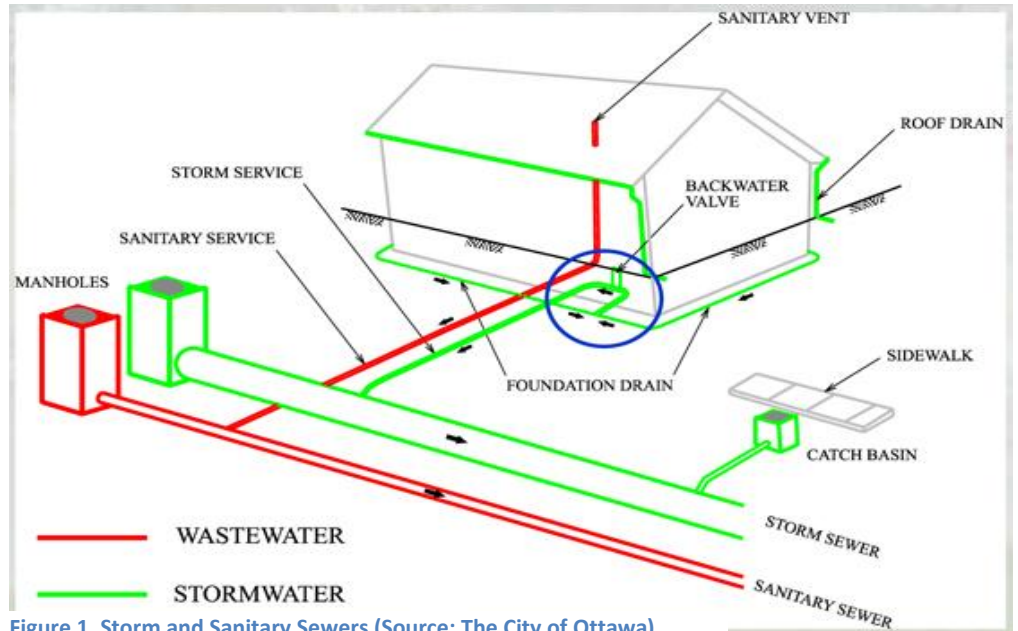 SANITARY VENT
ROOF DRAIN
STORM SERVICE
BACKWATER
VALVE
SANITARY SERVICE
MANHOLES
SIDEWALK
FOUNDATION DRAIN
CATCH BASIN
STORM SEWER
WASTEWATER
SANITARY SEWER
STORMWATER
Figure 1. Storm and Sanitary Sewers (Source: The City of Ottawa)